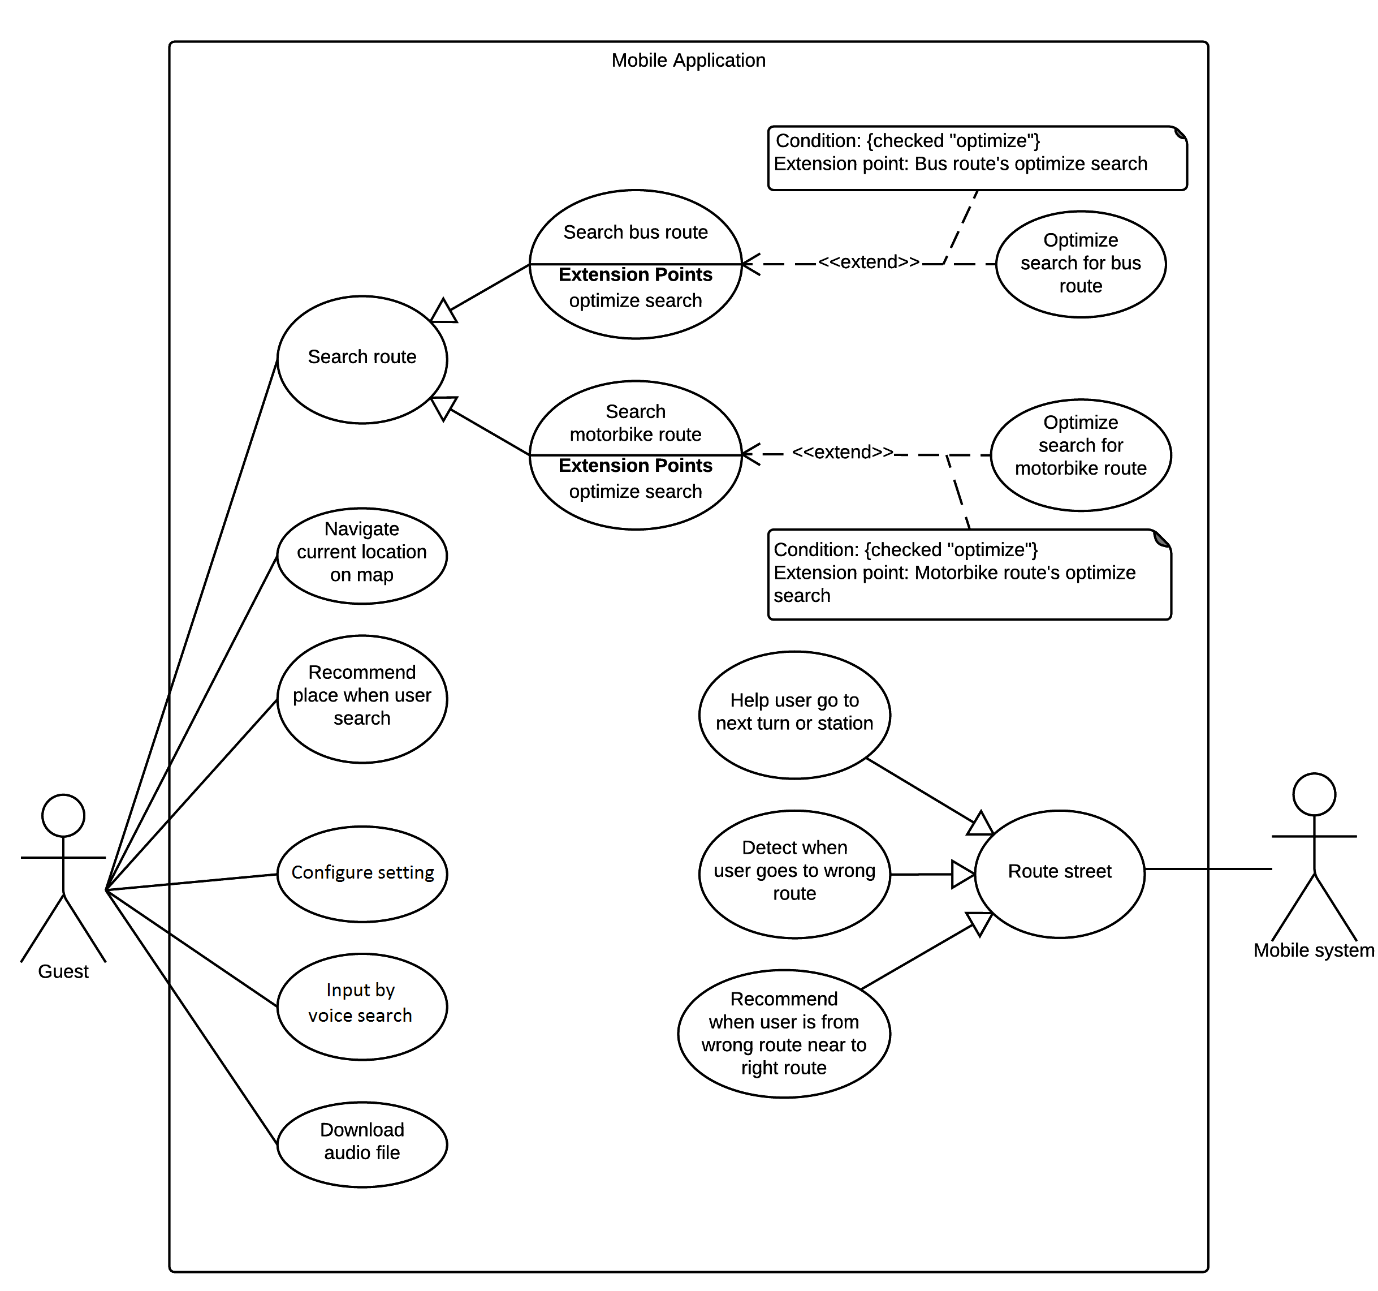 Mobile Application
Condition: {checked "optimize"}
Extension point: Bus route's optimize search
Search bus route
Extension Points
optimize search
<<extend>>
Optimize
search for bus
route
Search route
Search
motorbike route
Extension Points
optimize search
<<extend>>
Optimize
search for
motorbike route
Condition: {checked "optimize"}
Extension point: Motorbike route's optimize
search
Navigate
current location
on map
Recommend
place when user
search
Help user go to
next turn or station
Configure setting
Detect when
user goes to wrong
route
Route street
Guest
Mobile system
Input by
voice search
Recommend
when user is from
wrong route near to
right route
Download
audio file